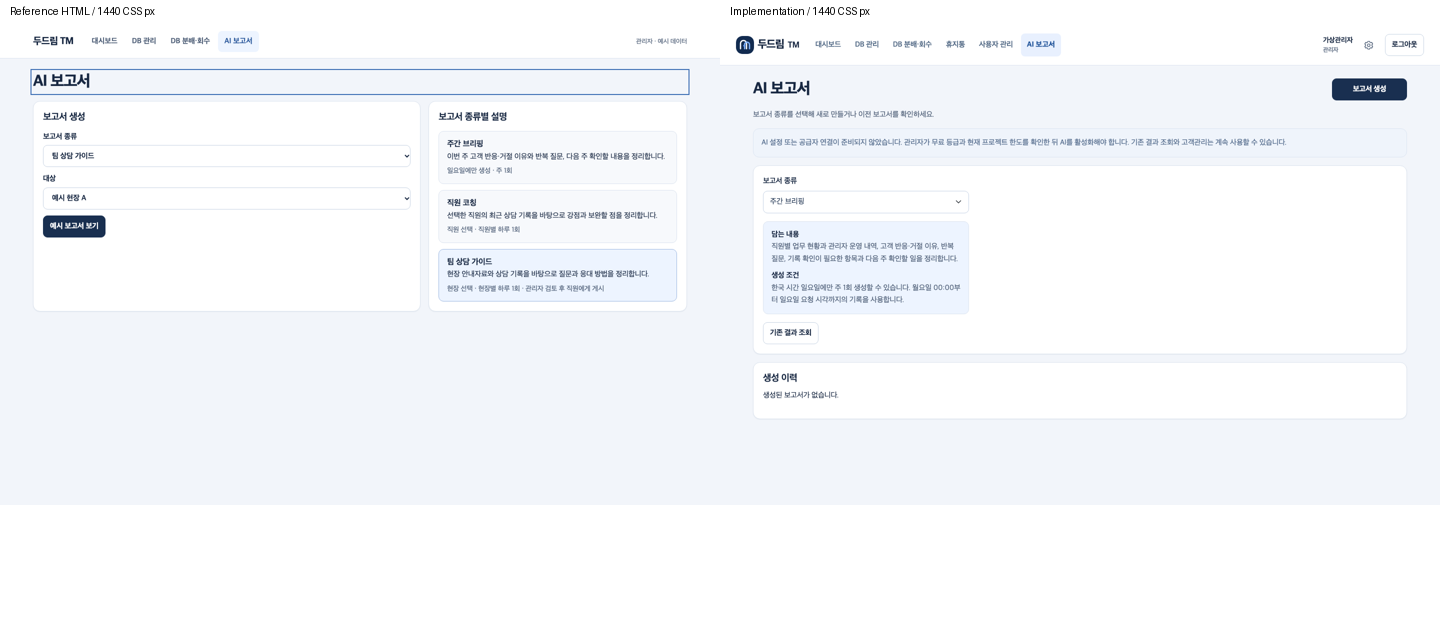 Reference HTML / 1440 CSS px
두드림 TM
대시보드
DB 관리
DB 분배·회수
AI 보고서
관리자 · 예시 데이터
AI 보고서
보고서 생성
보고서 종류
팀 상담 가이드
대상
예시 현장 A
예시 보고서 보기
보고서 종류별 설명
주간 브리핑
이번 주 고객 반응·거절 이유와 반복 질문, 다음 주 확인할 내용을 정리합니다.
일요일에만 생성 · 주 1회
직원 코칭
선택한 직원의 최근 상담 기록을 바탕으로 강점과 보완할 점을 정리합니다.
직원 선택 · 직원별 하루 1회
팀 상담 가이드
현장 안내자료와 상담 기록을 바탕으로 질문과 응대 방법을 정리합니다.
현장 선택 · 현장별 하루 1회 · 관리자 검토 후 직원에게 게시
Implementation / 1440 CSS px
두드림 TM
대시보드
DB 관리
DB 분배·회수
휴지통
사용자 관리
AI 보고서
가상관리자
관리자
로그아웃
AI 보고서
보고서 생성
보고서 종류를 선택해 새로 만들거나 이전 보고서를 확인하세요.
AI 설정 또는 공급자 연결이 준비되지 않았습니다. 관리자가 무료 등급과 현재 프로젝트 한도를 확인한 뒤 AI를 활성화해야 합니다. 기존 결과 조회와 고객관리는 계속 사용할 수 있습니다.
보고서 종류
주간 브리핑
담는 내용
직원별 업무 현황과 관리자 운영 내역, 고객 반응·거절 이유, 반복
질문, 기록 확인이 필요한 항목과 다음 주 확인할 일을 정리합니다.
생성 조건
한국 시간 일요일에만 주 1회 생성할 수 있습니다. 월요일 00:00부
터 일요일 요청 시각까지의 기록을 사용합니다.
기존 결과 조회
생성 이력
생성된 보고서가 없습니다.